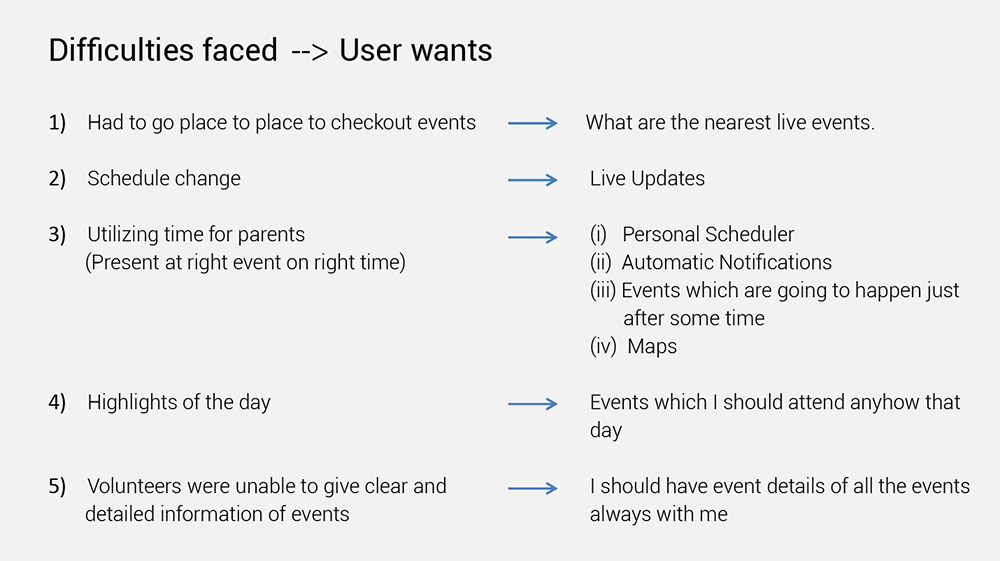 Difficulties faced --> User wants
1) Had to go place to place to checkout events
What are the nearest live events.
2) Schedule change
Live Updates
3) Utilizing time for parents
(Present at right event on right time)
(i) Personal Scheduler
(ii) Automatic Notifications
(iii) Events which are going to happen just
after some time
(iv) Maps
4) Highlights of the day
Events which I should attend anyhow that
day
5) Volunteers were unable to give clear and
detailed information of events
I should have event details of all the events
always with me